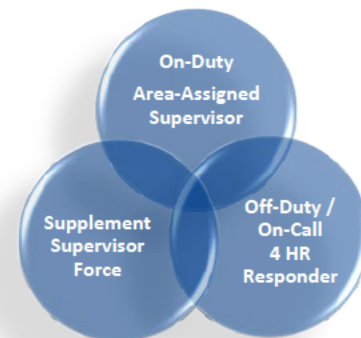 On-Duty
Area-Assigned
Supervisor
Supplement
Supervisor
Force
Off-Duty /
On-Call
4 HR
Responder